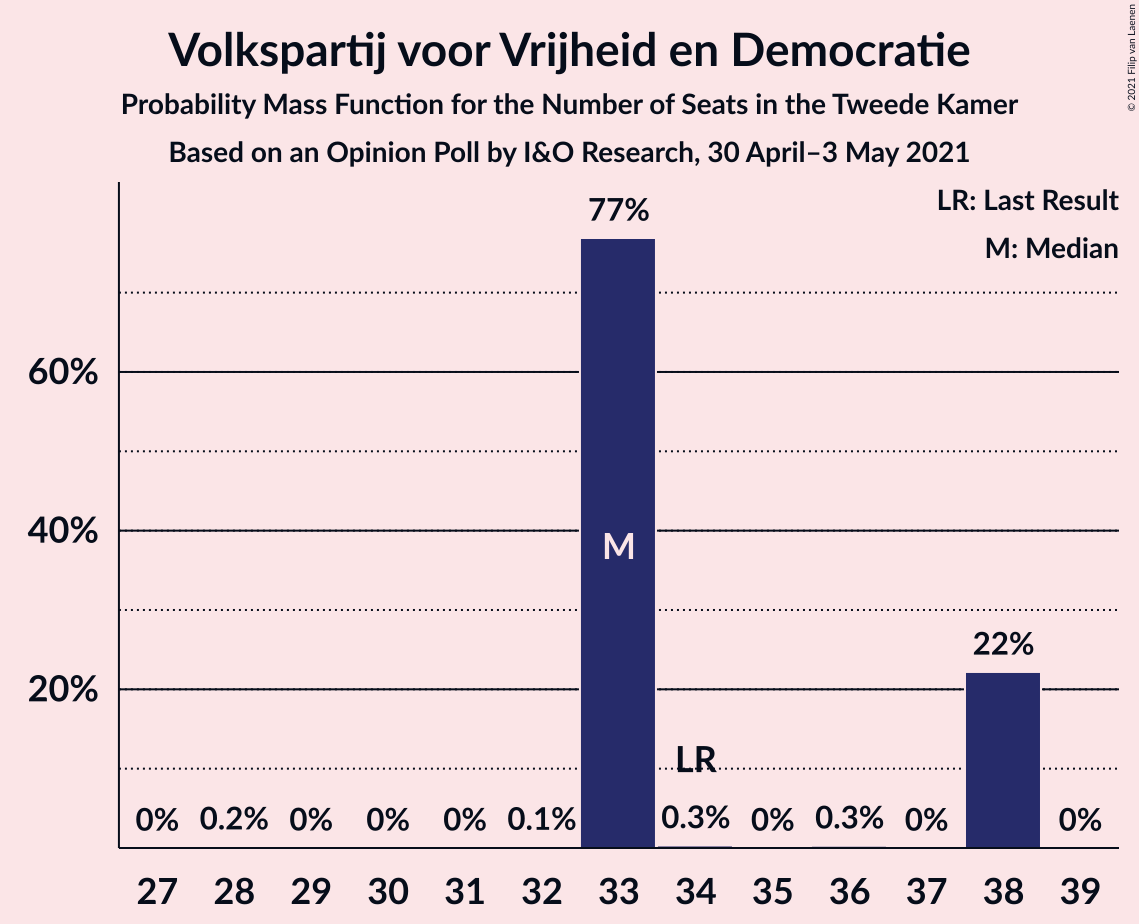 Volkspartij voor Vrijheid en Democratie
Probability Mass Function for the Number of Seats in the Tweede Kamer
Based on an Opinion Poll by I&O Research, 30 April–3 May 2021
© 2021 Filip van Laenen
LR: Last Result
M: Median
77%
60%
40%
M
22%
20%
LR
0% 0.2% 0% 0% 0% 0.1% 0.3% 0% 0.3% 0% 0%
27 28 29 30 31 32 33 34 35 36 37 38 39